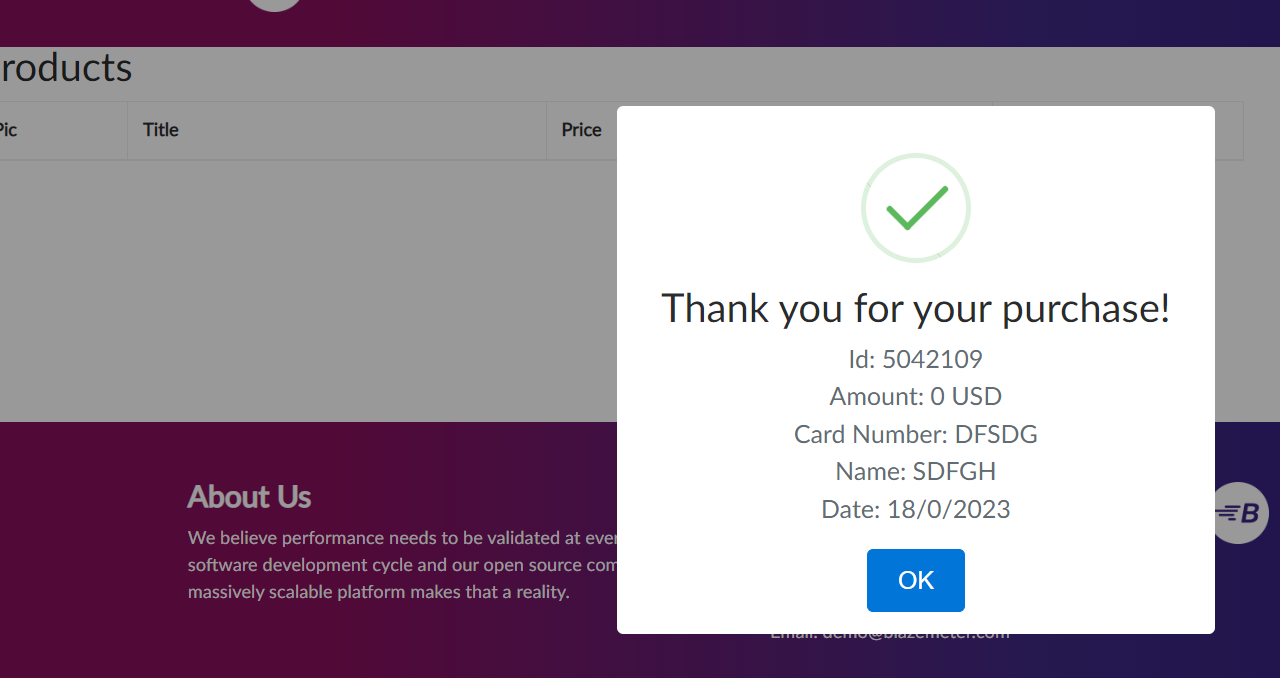 roducts
Pic
Title
Price
Thank you for your purchase!
Id: 5042109
Amount: 0 USD
Card Number: DFSDG
Name: SDFGH
Date: 18/0/2023
OK
About Us
We believe performance needs to be validated at ever
software development cycle and our open source com
massively scalable platform makes that a reality.
Email: demo@blazemeter.com
B